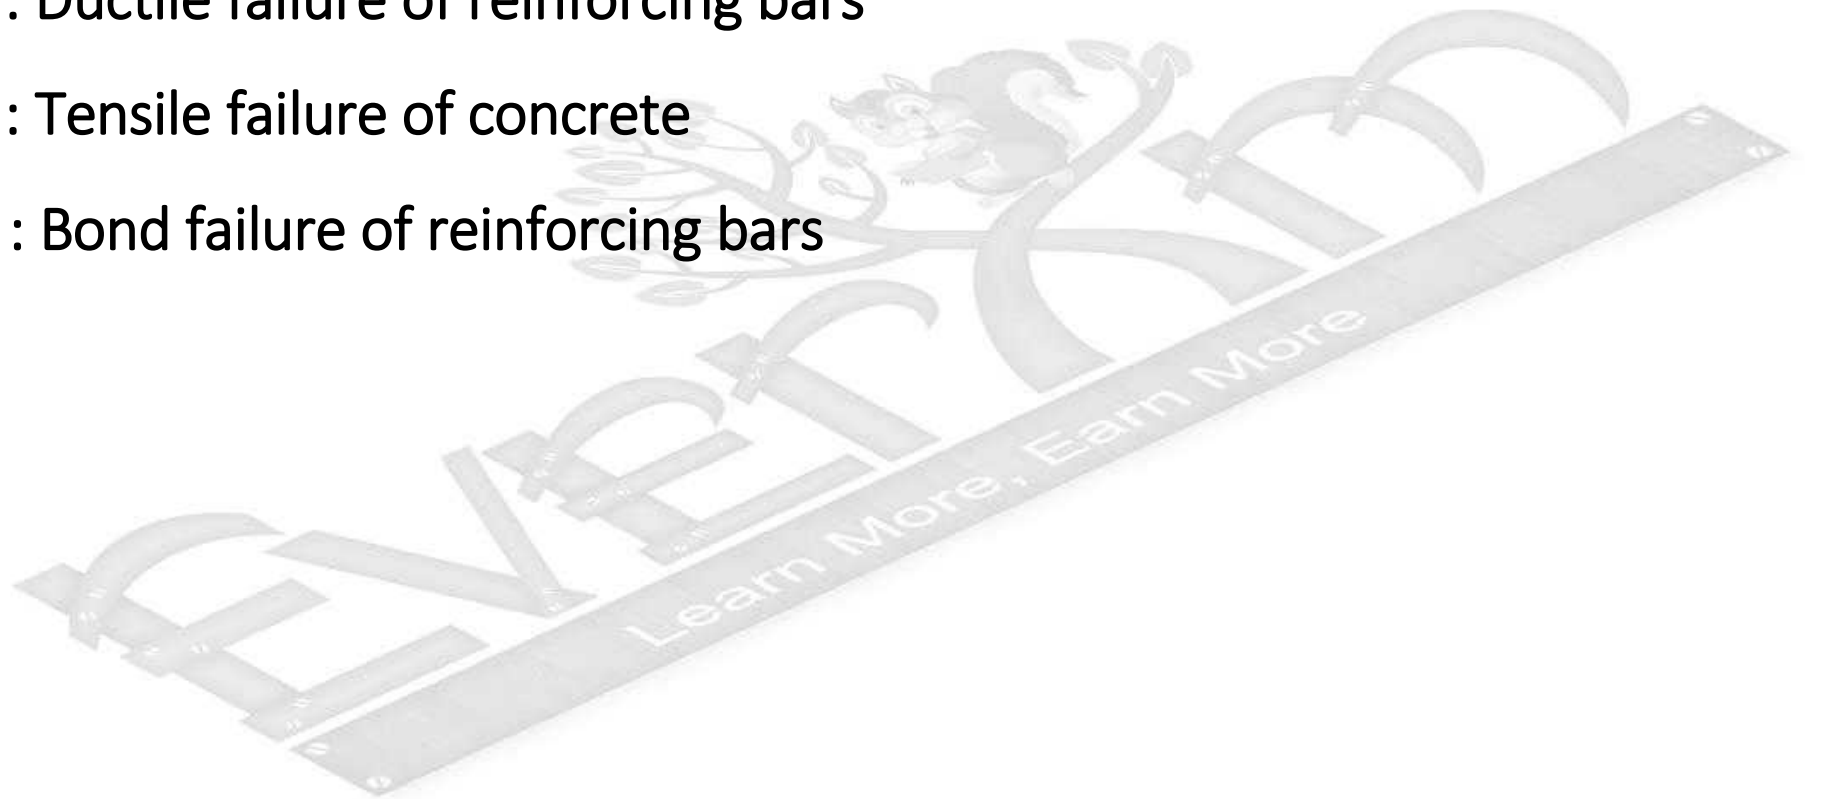 : Ductile failure of reinforcing bars
: Tensile failure of concrete
: Bond failure of reinforcing bars
Learn More, Earn More